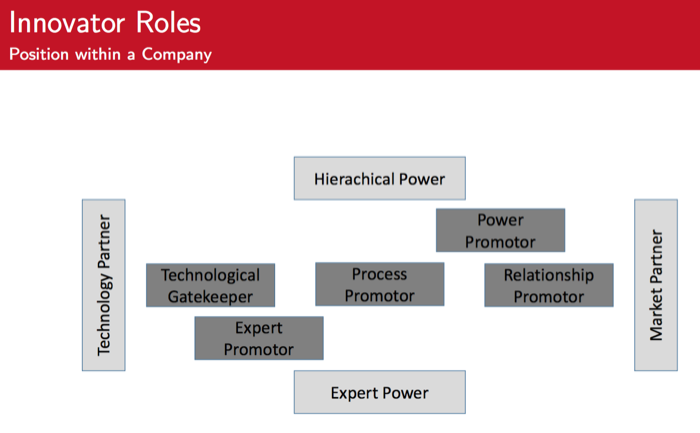 Innovator Roles
Position within a Company
Hierachical Power
Technology Partner
Power
Promotor
Market Partner
Technological
Gatekeeper
Process
Promotor
Relationship
Promotor
Expert
Promotor
Expert Power